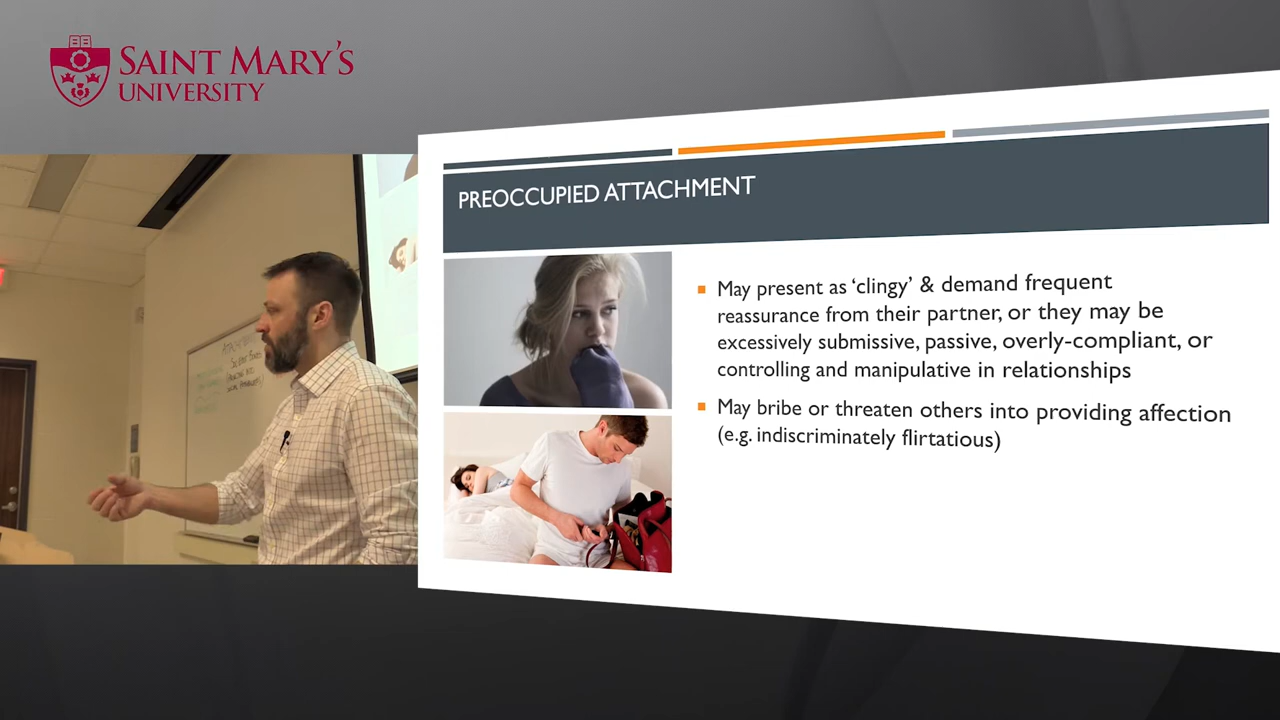 SAINT MARY'S
UNIVERSITY
PREOCCUPIED ATTACHMENT
May present as ‘clingy’ & demand frequent
reassurance from their partner, or they may be
excessively submissive, passive, overly-compliant, or
controlling and manipulative in relationships
May bribe or threaten others into providing affection
(e.g. indiscriminately flirtatious)